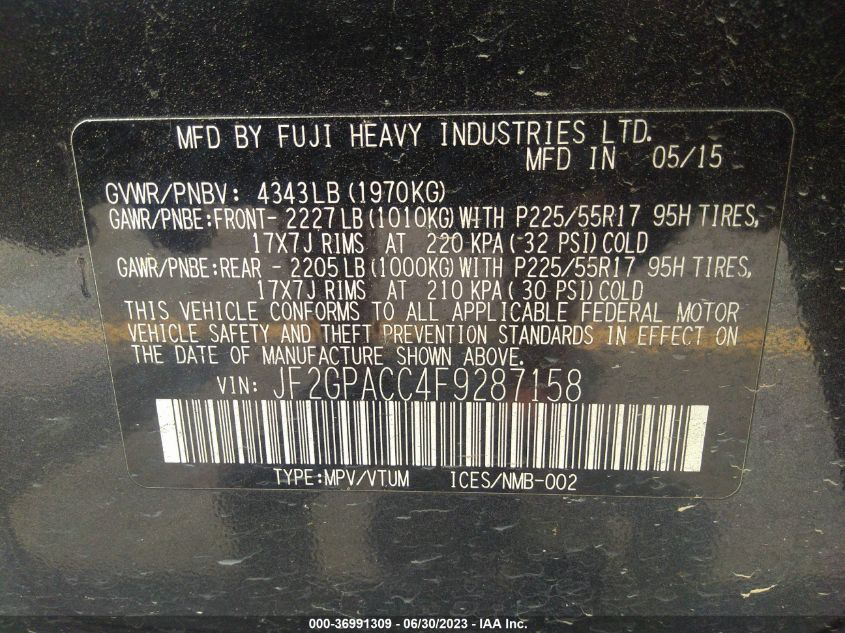 MFD BY FUJI HEAVY INDUSTRIES LTD.
MFD IN 05/15
GVWR/PNBV: 4343LB (1970KG)
GAWR/PNBE:FRONT- 2227LB (1010KG) WITH P225/55R17 95H TIRES,
17X7J RIMS AT 220 KPA (32 PSI) COLD
GAWR/PNBE:REAR - 2205LB (1000KG) WITH P225/55R17 95H TIRES,
17X7J RIMS AT 210 KPA (30 PSI) COLD
THIS VEHICLE CONFORMS TO ALL APPLICABLE FEDERAL MOTOR
VEHICLE SAFETY AND THEFT PREVENTION STANDARDS IN EFFECT ON
THE DATE OF MANUFACTURE SHOWN ABOVE.
VIN: JF2GPACC4F9287158
TYPE:MPV/VTUM ICES/NMB-002
000-36991309 - 06/30/2023 - IAA Inc.